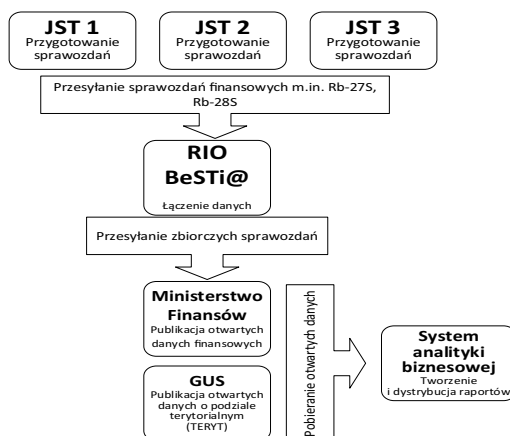 JST 1
Przygotowanie
sprawozdań
JST 2
Przygotowanie
sprawozdań
JST 3
Przygotowanie
sprawozdań
Przesyłanie sprawozdań finansowych m.in. Rb-27S,
Rb-28S
RIO
BeSTi@
Łączenie danych
Przesyłanie zbiorczych sprawozdań
Ministerstwo
Finansów
Publikacja otwartych
danych finansowych
GUS
Publikacja otwartych
danych o podziale
terytorialnym
(TERYT)
Pobieranie otwartych danych
System
analityki
biznesowej
Tworzenie
i dystrybucja raportów